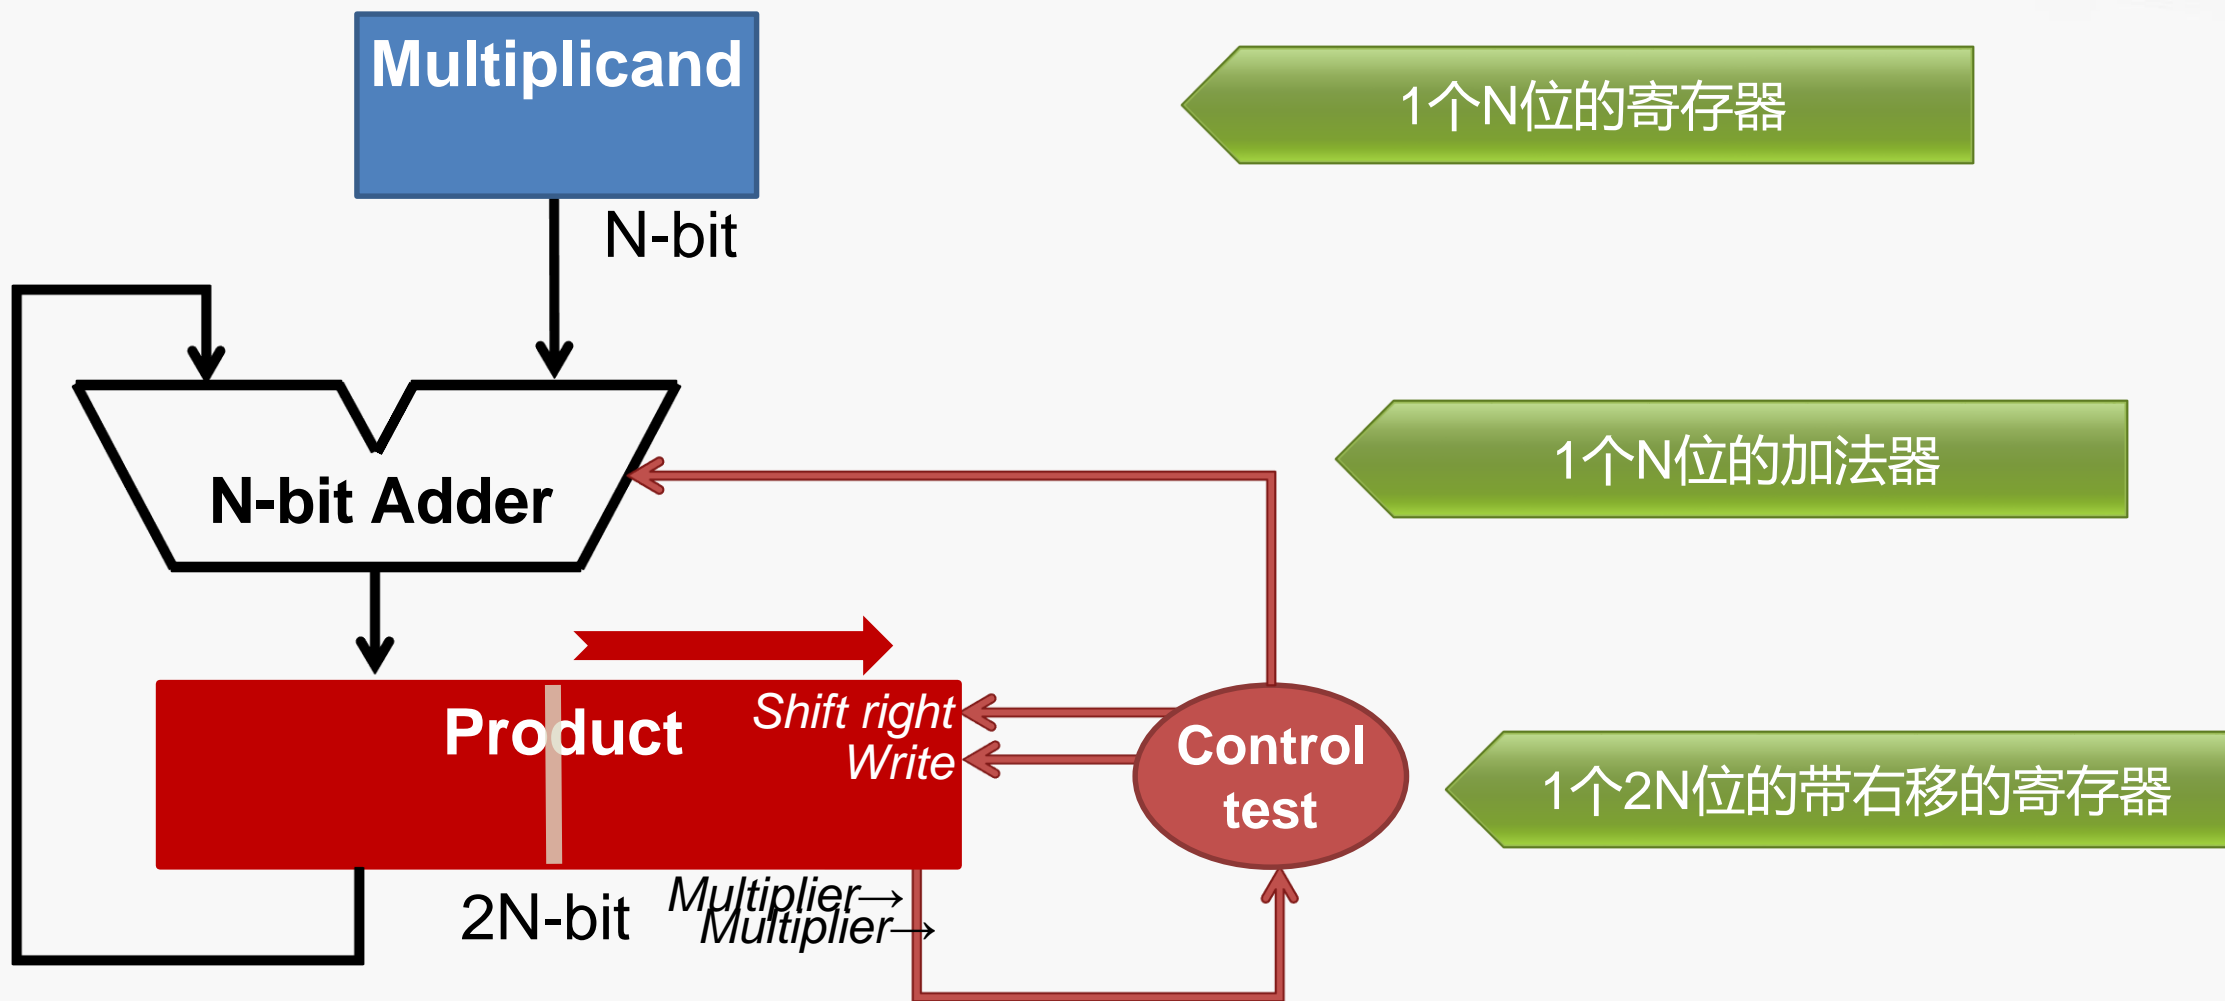 Multiplicand
1个N位的寄存器
N-bit
1个N位的加法器
N-bit Adder
Product
Shift right
Write
Control
test
1个2N位的带右移的寄存器
2N-bit
Multiplier→
Multiplier→